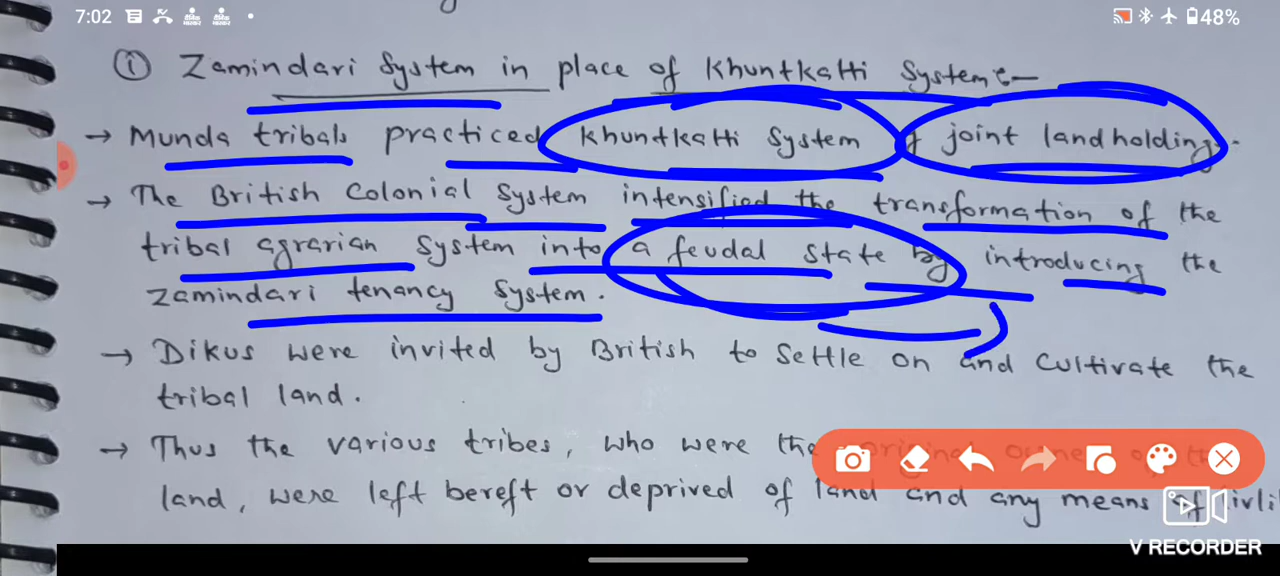 7:02
48%
① Zamindari System in place of Khuntkatti System:-
→ Munda tribals practiced Khuntkatti System of joint landholding.
→ The British Colonial System intensified the transformation of the
tribal agrarian System into a feudal state by introducing the
zamindari tenancy System.
→ Dikus were invited by British to settle on and cultivate the
tribal land.
→ Thus the various tribes, who were the original
land, were left bereft or deprived of land and any means of
V RECORDER